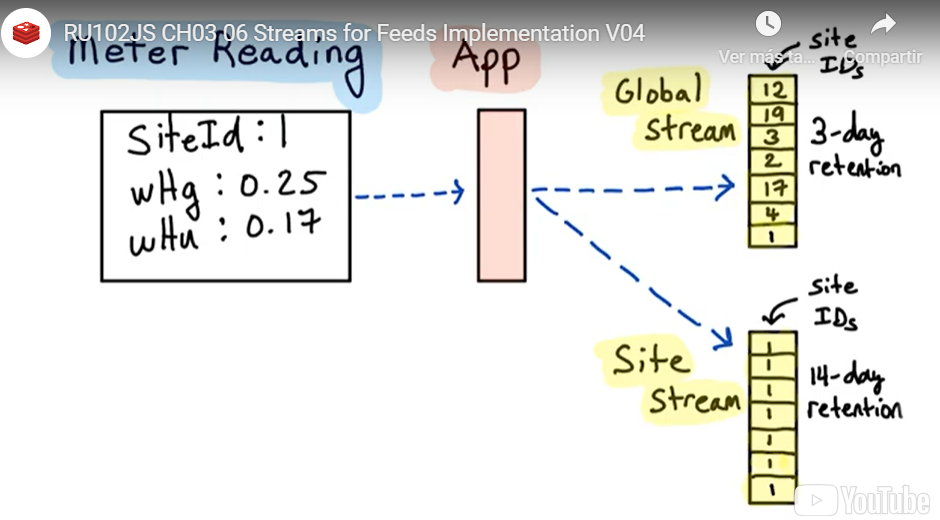 RU102JS CH03 06 Streams for Feeds Implementation V04
Ver más ta...
Compartir
Meter Reading
App
SiteId : 1
wHg : 0.25
wHu : 0.17
Global
Stream
site
IDs
12
19
3
2
17
4
1
3-day
retention
Site
Stream
site
IDs
1
1
1
1
1
1
1
14-day
retention
YouTube